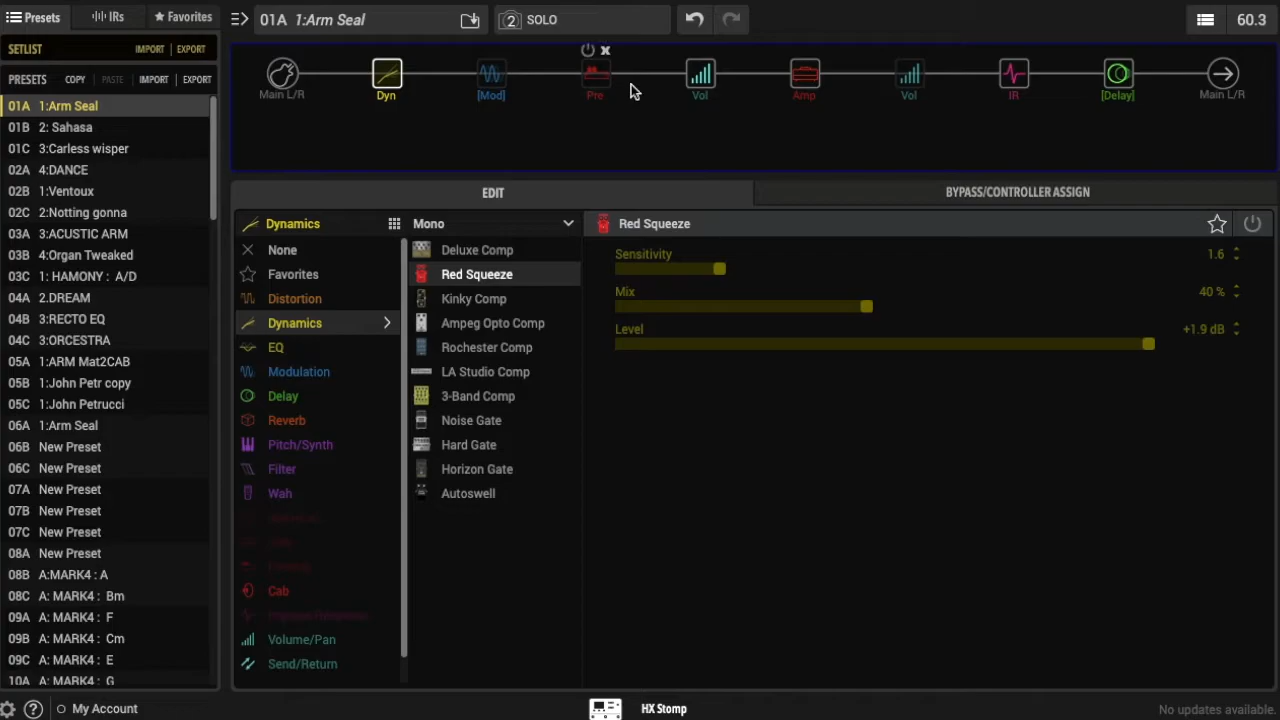 Presets
IRs
Favorites
01A 1:Arm Seal
2 SOLO
60.3
SETLIST IMPORT EXPORT
PRESETS COPY PASTE IMPORT EXPORT
01A 1:Arm Seal
01B 2: Sahasa
01C 3:Carless wisper
02A 4:DANCE
02B 1:Ventoux
02C 2:Notting gonna
03A 3:ACUSTIC ARM
03B 4:Organ Tweaked
03C 1: HAMONY : A/D
04A 2.DREAM
04B 3:RECTO EQ
04C 3:ORCESTRA
05A 1:ARM Mat2CAB
05B 1:John Petr copy
05C 1:John Petrucci
06A 1:Arm Seal
06B New Preset
06C New Preset
07A New Preset
07B New Preset
07C New Preset
08A New Preset
08B A:MARK4 : A
08C A: MARK4 : Bm
09A A: MARK4 : F
09B A: MARK4 : Cm
09C A: MARK4 : E
10A A: MARK4 : G
Main L/R
Dyn
[Mod]
Pre
Vol
Amp
Vol
IR
[Delay]
Main L/R
EDIT
BYPASS/CONTROLLER ASSIGN
Dynamics
None
Favorites
Distortion
Dynamics
EQ
Modulation
Delay
Reverb
Pitch/Synth
Filter
Wah
Cab
Impulse Response
Volume/Pan
Send/Return
Mono
Deluxe Comp
Red Squeeze
Kinky Comp
Ampeg Opto Comp
Rochester Comp
LA Studio Comp
3-Band Comp
Noise Gate
Hard Gate
Horizon Gate
Autoswell
Red Squeeze
Sensitivity 1.6
Mix 40 %
Level +1.9 dB
? My Account
HX Stomp
No updates available.